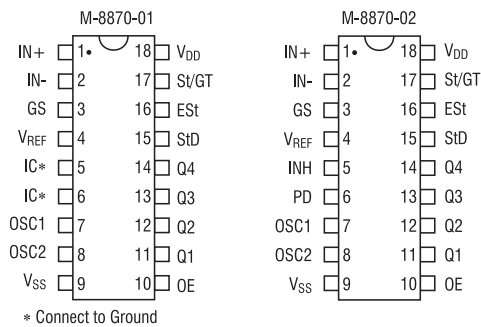 M-8870-01 M-8870-02
IN+ 1 18 VDD IN+ 1 18 VDD
IN- 2 17 St/GT IN- 2 17 St/GT
GS 3 16 ESt GS 3 16 ESt
VREF 4 15 StD VREF 4 15 StD
IC* 5 14 Q4 INH 5 14 Q4
IC* 6 13 Q3 PD 6 13 Q3
OSC1 7 12 Q2 OSC1 7 12 Q2
OSC2 8 11 Q1 OSC2 8 11 Q1
VSS 9 10 OE VSS 9 10 OE
* Connect to Ground